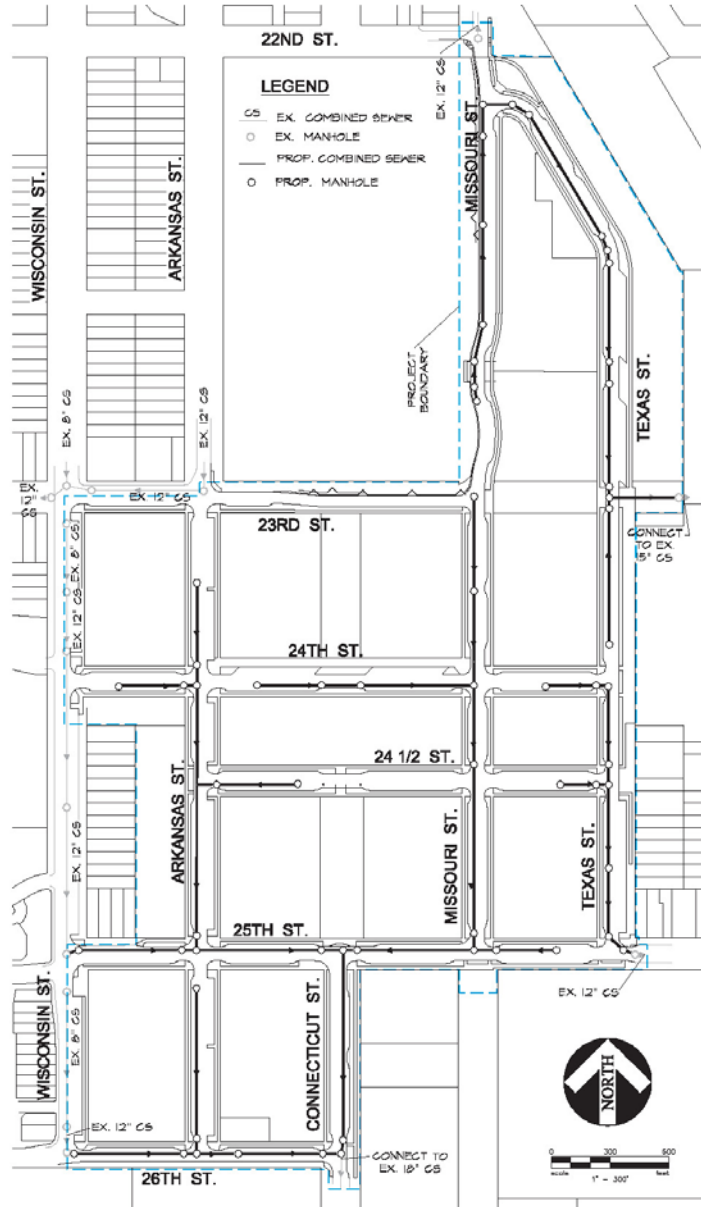 22ND ST.
LEGEND
CS EX. COMBINED SEWER
EX. MANHOLE
PROP. COMBINED SEWER
PROP. MANHOLE
EX. 12" CS
MISSOURI ST.
WISCONSIN ST.
ARKANSAS ST.
PROJECT
BOUNDARY
TEXAS ST.
EX. 8" CS
EX. 12" CS
EX.
12"
CS
EX. 12" CS
23RD ST.
CONNECT
TO EX.
15" CS
EX. 8" CS
EX. 12" CS
24TH ST.
24 1/2 ST.
ARKANSAS ST.
MISSOURI ST.
TEXAS ST.
EX. 12" CS
25TH ST.
EX. 12" CS
WISCONSIN ST.
EX. 8" CS
CONNECTICUT ST.
NORTH
EX. 12" CS
CONNECT TO
EX. 18" CS
26TH ST.
0 300 600
scale feet
1" - 300'